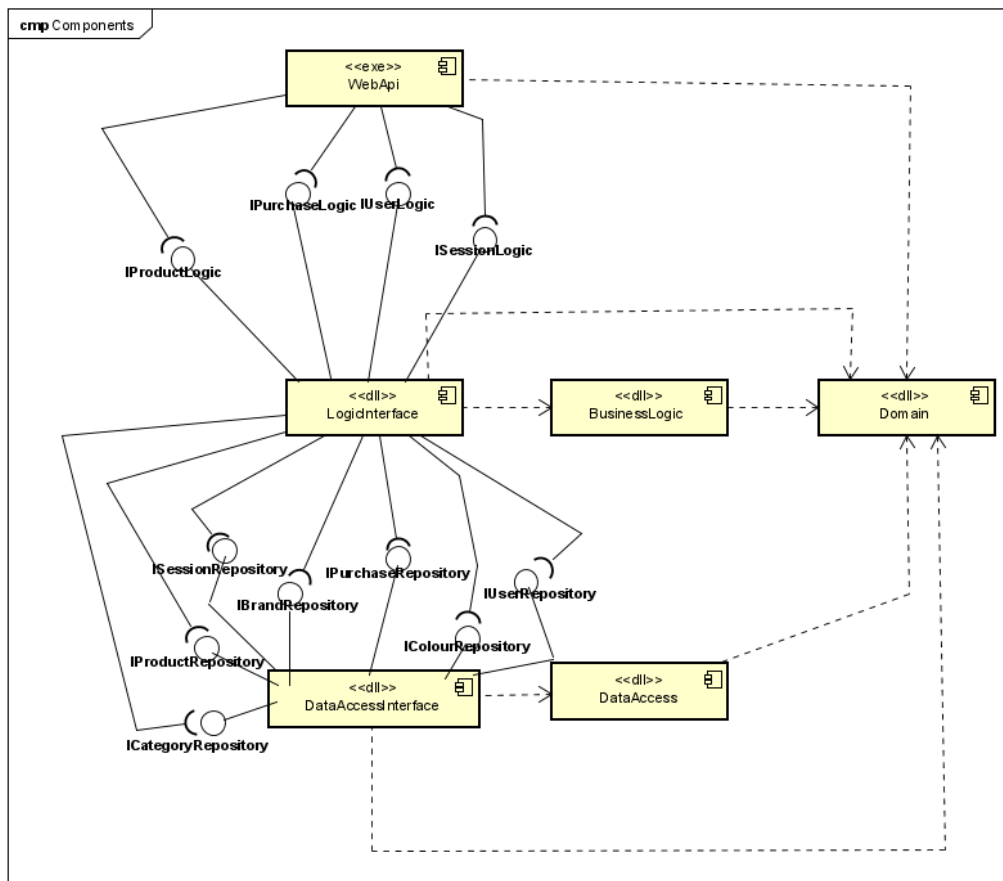 cmp Components
<<exe>>
WebApi
IPurchaseLogic
IUserLogic
ISessionLogic
IProductLogic
<<dll>>
LogicInterface
<<dll>>
BusinessLogic
<<dll>>
Domain
ISessionRepository
IPurchaseRepository
IBrandRepository
IUserRepository
IColourRepository
IProductRepository
<<dll>>
DataAccessInterface
<<dll>>
DataAccess
ICategoryRepository